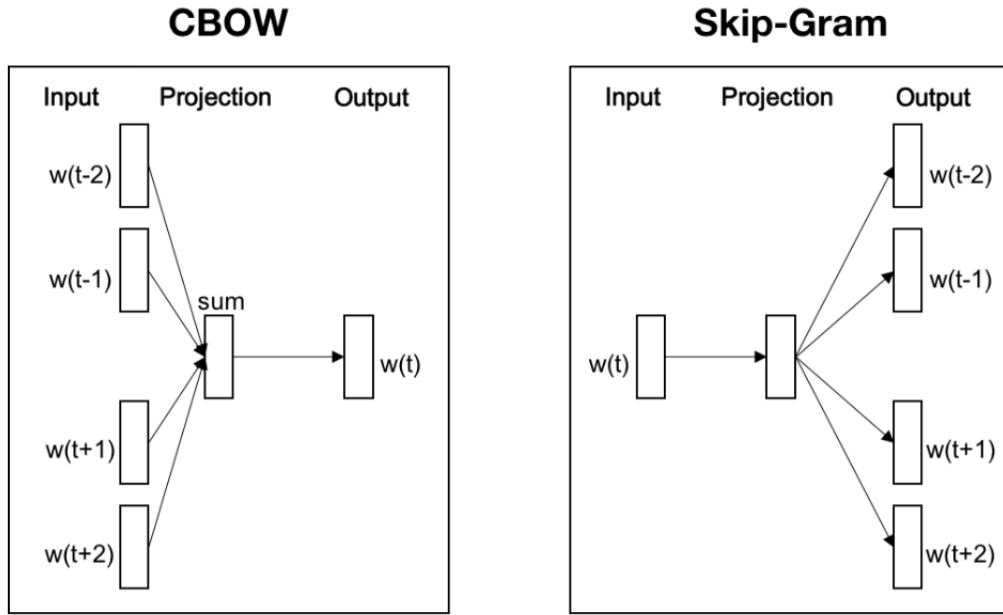 CBOW
Input Projection Output
w(t-2)
w(t-1)
sum
w(t)
w(t+1)
w(t+2)
Skip-Gram
Input Projection Output
w(t-2)
w(t-1)
w(t)
w(t+1)
w(t+2)